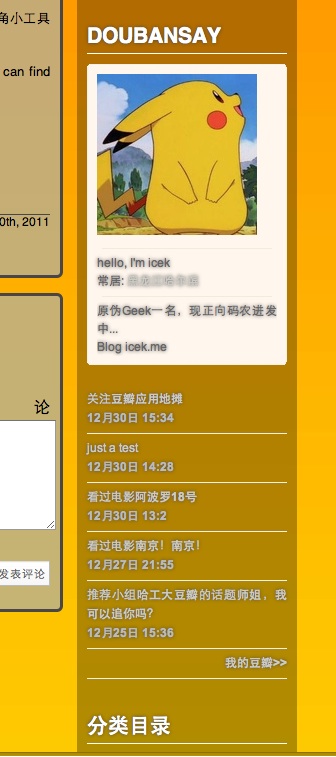 角小工具
can find
0th, 2011
论
发表评论
DOUBANSAY
hello, I'm icek
常居:
原伪Geek一名，现正向码农进发
中...
Blog icek.me
关注豆瓣应用地摊
12月30日 15:34
just a test
12月30日 14:28
看过电影阿波罗18号
12月30日 13:2
看过电影南京！南京！
12月27日 21:55
推荐小组哈工大豆瓣的话题师姐，我
可以追你吗?
12月25日 15:36
我的豆瓣>>
分类目录